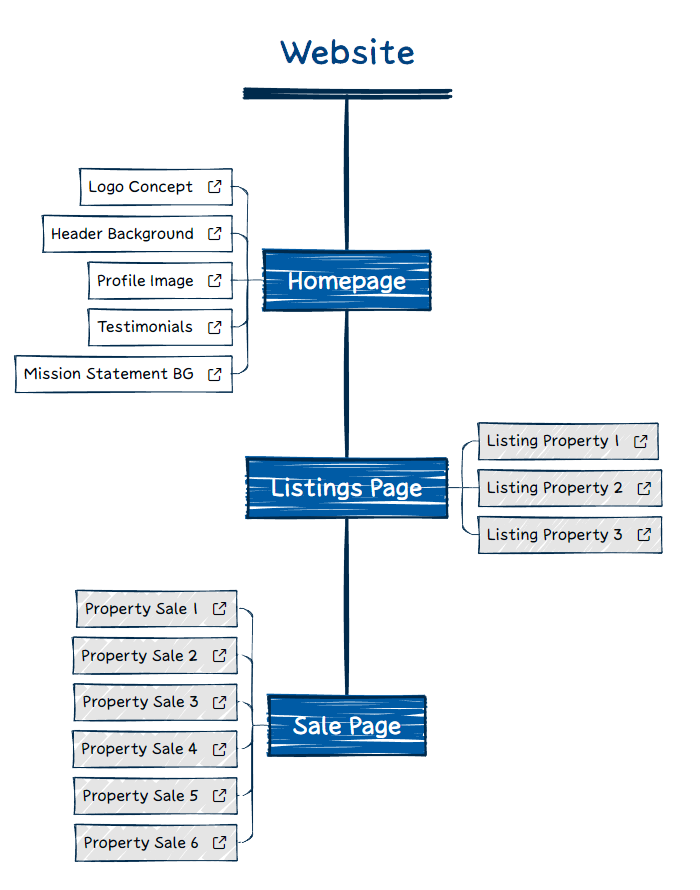 Website
Logo Concept
Header Background
Profile Image
Testimonials
Mission Statement BG
Homepage
Listings Page
Listing Property 1
Listing Property 2
Listing Property 3
Property Sale 1
Property Sale 2
Property Sale 3
Property Sale 4
Property Sale 5
Property Sale 6
Sale Page